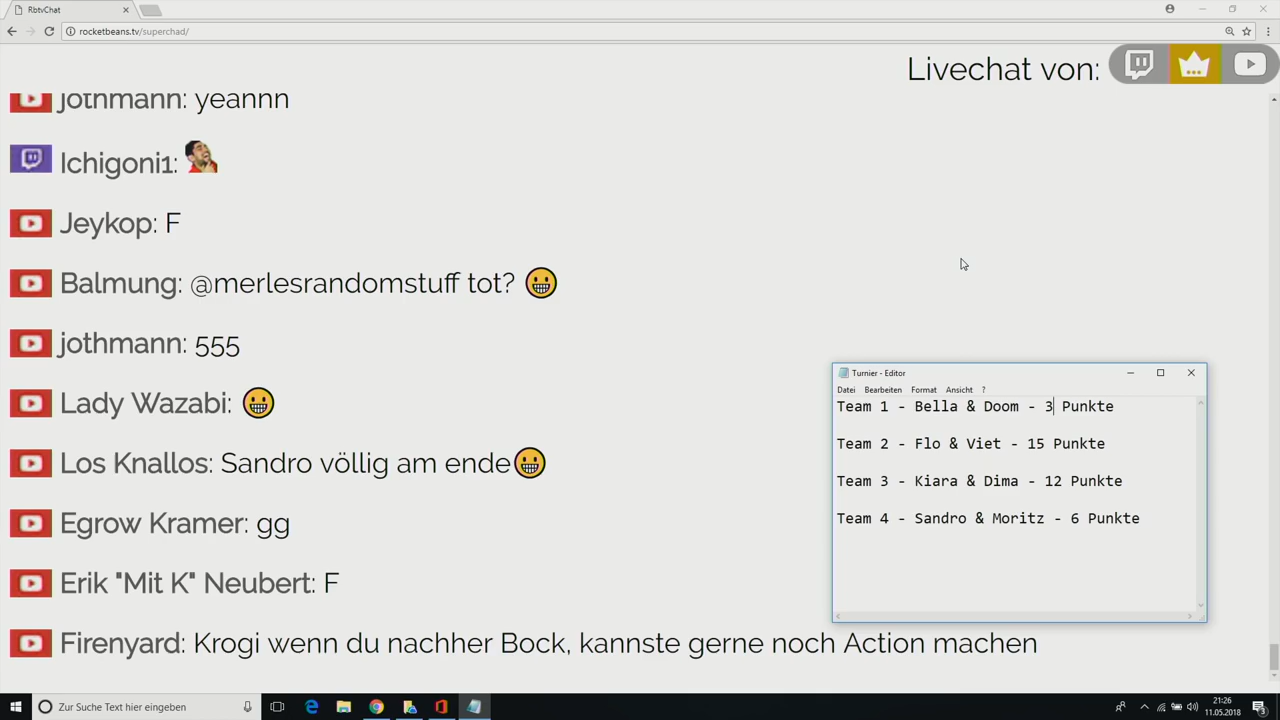 RbtvChat
rocketbeans.tv/superchad/
Livechat von:
jothmann: yeannn
Ichigoni1:
Jeykop: F
Balmung: @merlesrandomstuff tot?
jothmann: 555
Lady Wazabi:
Los Knallos: Sandro völlig am ende
Egrow Kramer: gg
Erik "Mit K" Neubert: F
Firenyard: Krogi wenn du nachher Bock, kannste gerne noch Action machen
Turnier - Editor
Datei Bearbeiten Format Ansicht ?
Team 1 - Bella & Doom - 3 Punkte
Team 2 - Flo & Viet - 15 Punkte
Team 3 - Kiara & Dima - 12 Punkte
Team 4 - Sandro & Moritz - 6 Punkte
Zur Suche Text hier eingeben
21:26
11.05.2018
3